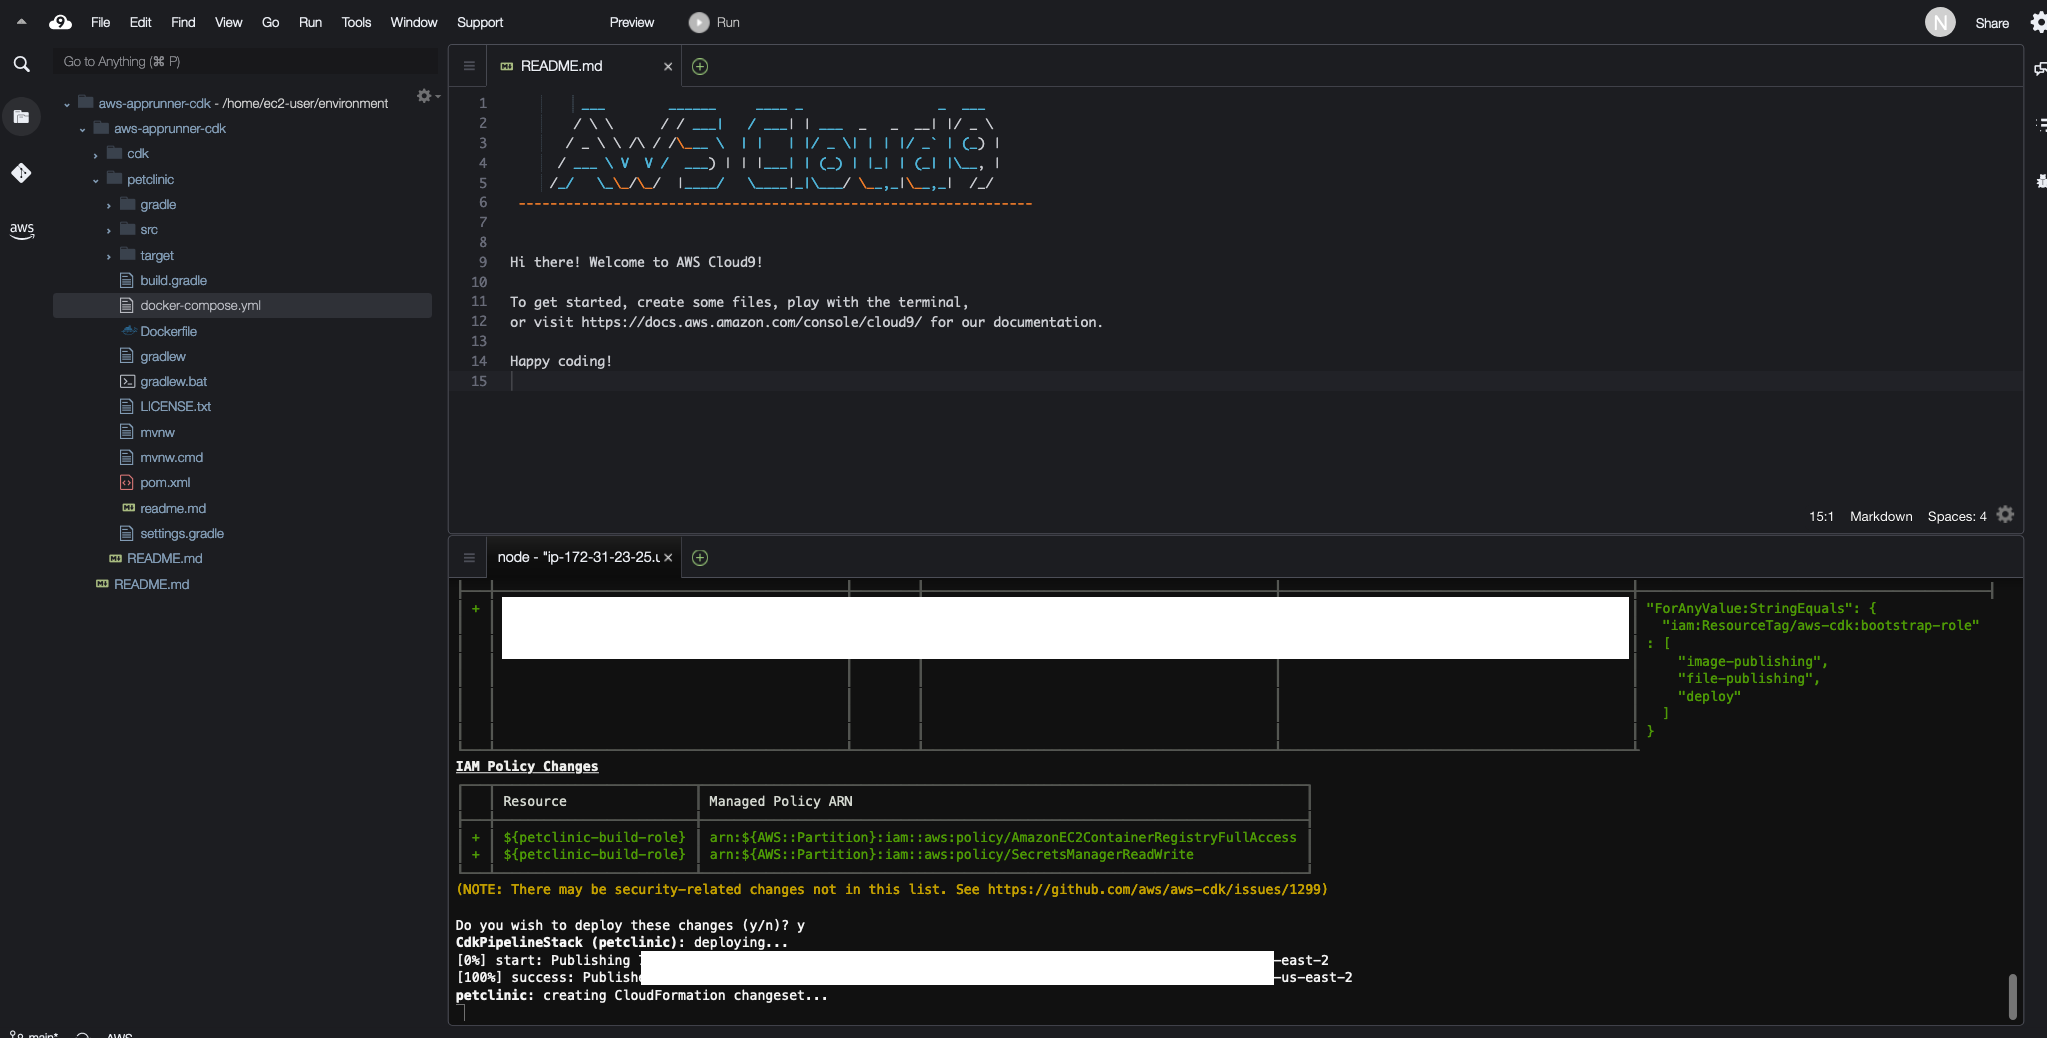 File Edit Find View Go Run Tools Window Support Preview Run N Share
Go to Anything (⌘ P)
aws-apprunner-cdk - /home/ec2-user/environment
aws-apprunner-cdk
cdk
petclinic
gradle
src
target
build.gradle
docker-compose.yml
Dockerfile
gradlew
gradlew.bat
LICENSE.txt
mvnw
mvnw.cmd
pom.xml
readme.md
settings.gradle
README.md
README.md
aws
README.md
1
2
3
4
5
6
7
8
9 Hi there! Welcome to AWS Cloud9!
10
11 To get started, create some files, play with the terminal,
12 or visit https://docs.aws.amazon.com/console/cloud9/ for our documentation.
13
14 Happy coding!
15
15:1 Markdown Spaces: 4
node - "ip-172-31-23-25.u
+ "ForAnyValue:StringEquals": {
"iam:ResourceTag/aws-cdk:bootstrap-role"
: [
"image-publishing",
"file-publishing",
"deploy"
]
}
IAM Policy Changes
Resource Managed Policy ARN
+ ${petclinic-build-role} arn:${AWS::Partition}:iam::aws:policy/AmazonEC2ContainerRegistryFullAccess
+ ${petclinic-build-role} arn:${AWS::Partition}:iam::aws:policy/SecretsManagerReadWrite
(NOTE: There may be security-related changes not in this list. See https://github.com/aws/aws-cdk/issues/1299)
Do you wish to deploy these changes (y/n)? y
CdkPipelineStack (petclinic): deploying...
[0%] start: Publishing -east-2
[100%] success: Publishe -us-east-2
petclinic: creating CloudFormation changeset...
main* AWS